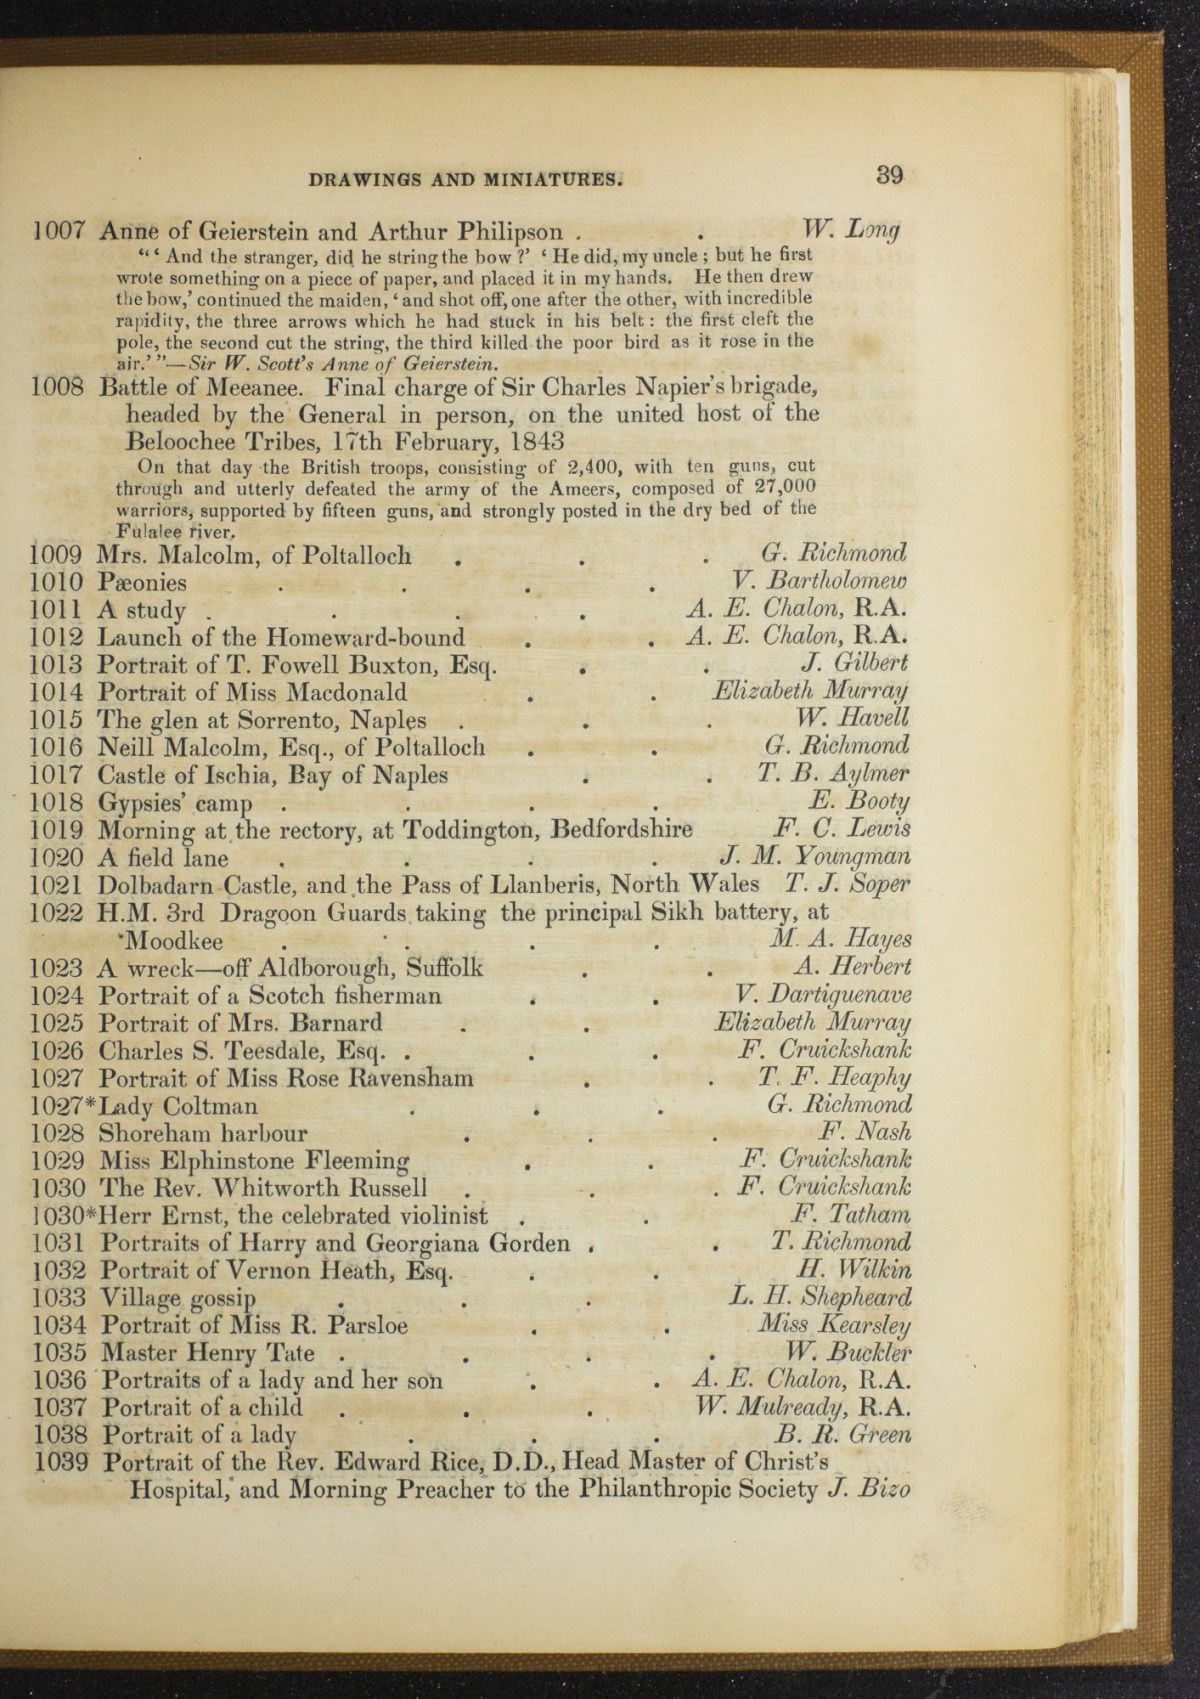 DRAWINGS AND MINIATURES. 39
1007 Anne of Geierstein and Arthur Philipson . . W. Long
"' And the stranger, did he string the bow ?' ' He did, my uncle ; but he first
wrote something on a piece of paper, and placed it in my hands. He then drew
the bow,' continued the maiden, ' and shot off, one after the other, with incredible
rapidity, the three arrows which he had stuck in his belt : the first cleft the
pole, the second cut the string, the third killed the poor bird as it rose in the
air.' "—Sir W. Scott's Anne of Geierstein.
1008 Battle of Meeanee. Final charge of Sir Charles Napier's brigade,
headed by the General in person, on the united host of the
Beloochee Tribes, 17th February, 1843
On that day the British troops, consisting of 2,400, with ten guns, cut
through and utterly defeated the army of the Ameers, composed of 27,000
warriors, supported by fifteen guns, and strongly posted in the dry bed of the
Fulalee river.
1009 Mrs. Malcolm, of Poltalloch . . . G. Richmond
1010 Pæonies . . . . V. Bartholomew
1011 A study . . . . A. E. Chalon, R.A.
1012 Launch of the Homeward-bound . . A. E. Chalon, R.A.
1013 Portrait of T. Fowell Buxton, Esq. . . J. Gilbert
1014 Portrait of Miss Macdonald . . Elizabeth Murray
1015 The glen at Sorrento, Naples . . . W. Havell
1016 Neill Malcolm, Esq., of Poltalloch . . G. Richmond
1017 Castle of Ischia, Bay of Naples . . T. B. Aylmer
1018 Gypsies' camp . . . . E. Booty
1019 Morning at the rectory, at Toddington, Bedfordshire F. C. Lewis
1020 A field lane . . . . J. M. Youngman
1021 Dolbadarn Castle, and the Pass of Llanberis, North Wales T. J. Soper
1022 H.M. 3rd Dragoon Guards taking the principal Sikh battery, at
Moodkee . . . . M. A. Hayes
1023 A wreck—off Aldborough, Suffolk . . A. Herbert
1024 Portrait of a Scotch fisherman . . V. Dartiguenave
1025 Portrait of Mrs. Barnard . . Elizabeth Murray
1026 Charles S. Teesdale, Esq. . . . F. Cruickshank
1027 Portrait of Miss Rose Ravensham . . T. F. Heaphy
1027*Lady Coltman . . . G. Richmond
1028 Shoreham harbour . . . F. Nash
1029 Miss Elphinstone Fleeming . . F. Cruickshank
1030 The Rev. Whitworth Russell . . . F. Cruickshank
1030*Herr Ernst, the celebrated violinist . . F. Tatham
1031 Portraits of Harry and Georgiana Gorden . . T. Richmond
1032 Portrait of Vernon Heath, Esq. . . H. Wilkin
1033 Village gossip . . . L. H. Shepheard
1034 Portrait of Miss R. Parsloe . . Miss Kearsley
1035 Master Henry Tate . . . . W. Buckler
1036 Portraits of a lady and her son . . A. E. Chalon, R.A.
1037 Portrait of a child . . . W. Mulready, R.A.
1038 Portrait of a lady . . . B. R. Green
1039 Portrait of the Rev. Edward Rice, D.D., Head Master of Christ's
Hospital, and Morning Preacher to the Philanthropic Society J. Bizo